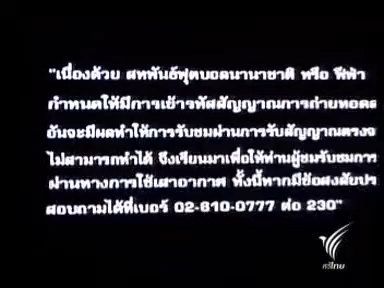 "เนื่องด้วย สหพันธ์ฟุตบอลนานาชาติ หรือ ฟีฟ่า
กำหนดให้มีการเข้ารหัสสัญญาณการถ่ายทอดส
อันจะมีผลทำให้การรับชมผ่านการรับสัญญาณตรงจ
ไม่สามารถทำได้ จึงเรียนมาเพื่อให้ท่านผู้ชมรับชมการ
ผ่านทางการใช้เสาอากาศ ทั้งนี้หากมีข้อสงสัยประ
สอบถามได้ที่เบอร์ 02-610-0777 ต่อ 230"
ศรีไทย